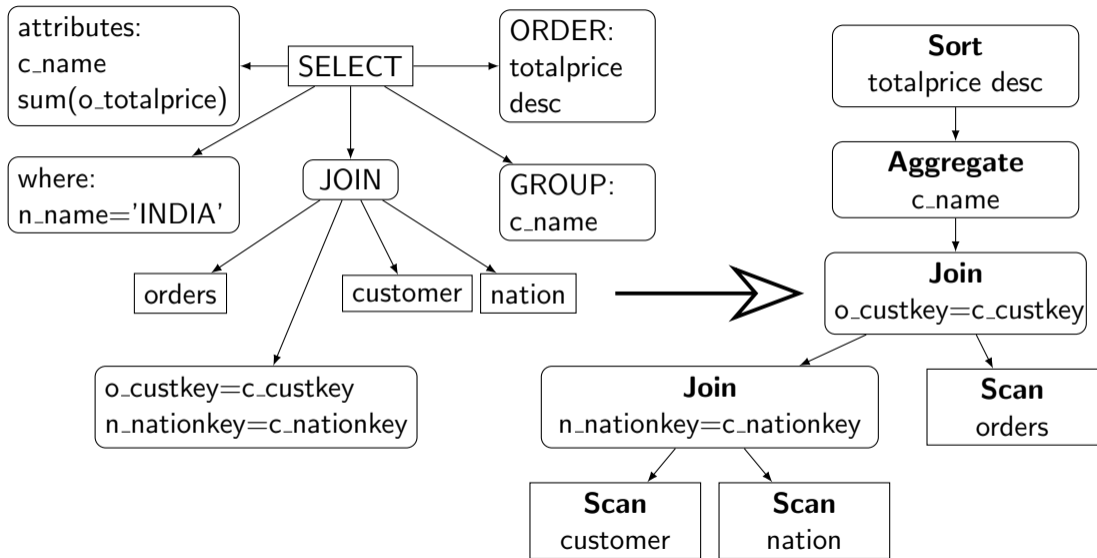 attributes:
c_name
sum(o_totalprice)
SELECT
ORDER:
totalprice
desc
where:
n_name='INDIA'
JOIN
GROUP:
c_name
orders
customer
nation
o_custkey=c_custkey
n_nationkey=c_nationkey
Sort
totalprice desc
Aggregate
c_name
Join
o_custkey=c_custkey
Join
n_nationkey=c_nationkey
Scan
orders
Scan
customer
Scan
nation